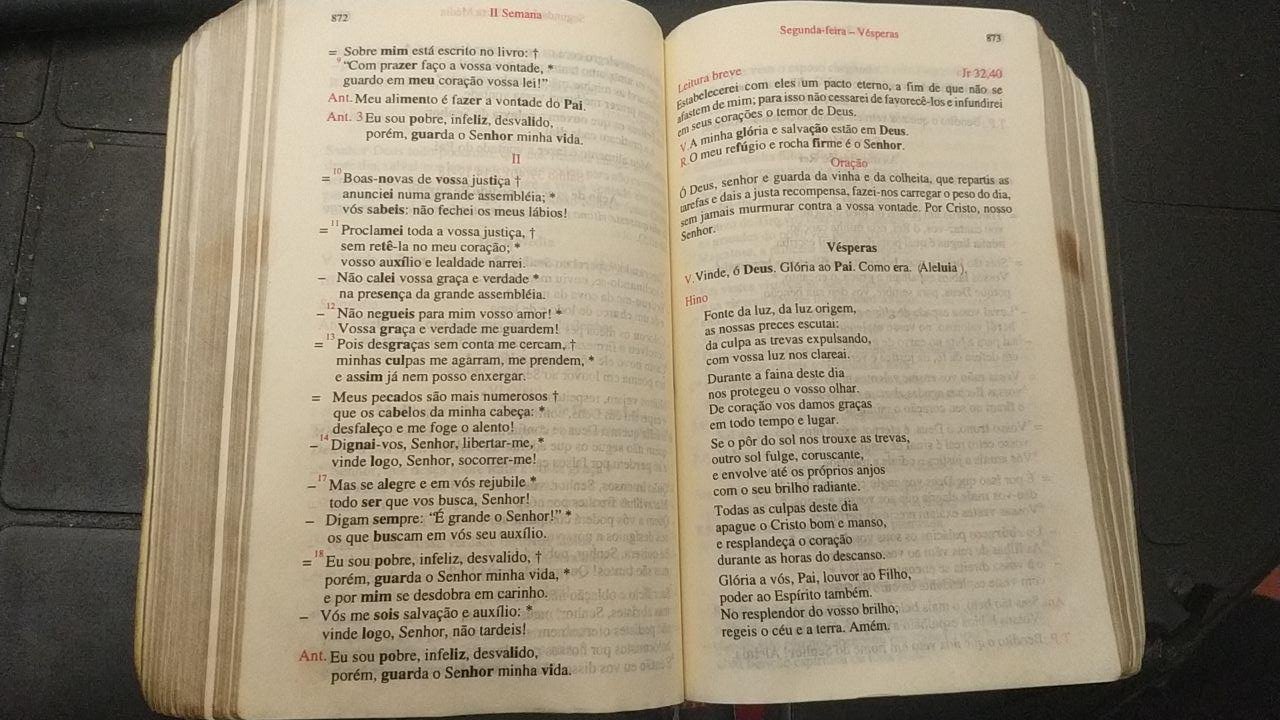 872
II Semana
= Sobre mim está escrito no livro: †
9 “Com prazer faço a vossa vontade, *
guardo em meu coração vossa lei!”
Ant. Meu alimento é fazer a vontade do Pai.
Ant. 3 Eu sou pobre, infeliz, desvalido,
porém, guarda o Senhor minha vida.
II
= 10 Boas-novas de vossa justiça †
anunciei numa grande assembléia; *
vós sabeis: não fechei os meus lábios!
= 11 Proclamei toda a vossa justiça, †
sem retê-la no meu coração; *
vosso auxílio e lealdade narrei.
– Não calei vossa graça e verdade *
na presença da grande assembléia.
– 12 Não negueis para mim vosso amor! *
Vossa graça e verdade me guardem!
= 13 Pois desgraças sem conta me cercam, †
minhas culpas me agarram, me prendem, *
e assim já nem posso enxergar.
= Meus pecados são mais numerosos †
que os cabelos da minha cabeça: *
desfaleço e me foge o alento!
– 14 Dignai-vos, Senhor, libertar-me, *
vinde logo, Senhor, socorrer-me!
– 17 Mas se alegre e em vós rejubile *
todo ser que vos busca, Senhor!
– Digam sempre: “É grande o Senhor!” *
os que buscam em vós seu auxílio.
= 18 Eu sou pobre, infeliz, desvalido, †
porém, guarda o Senhor minha vida, *
e por mim se desdobra em carinho.
– Vós me sois salvação e auxílio: *
vinde logo, Senhor, não tardeis!
Ant. Eu sou pobre, infeliz, desvalido,
porém, guarda o Senhor minha vida.
Segunda-feira – Vésperas
873
Leitura breve
Jr 32,40
Estabelecerei com eles um pacto eterno, a fim de que não se
afastem de mim; para isso não cessarei de favorecê-los e infundirei
em seus corações o temor de Deus.
V. A minha glória e salvação estão em Deus.
R. O meu refúgio e rocha firme é o Senhor.
Oração
Ó Deus, senhor e guarda da vinha e da colheita, que repartis as
tarefas e dais a justa recompensa, fazei-nos carregar o peso do dia,
sem jamais murmurar contra a vossa vontade. Por Cristo, nosso
Senhor.
Vésperas
V. Vinde, ó Deus. Glória ao Pai. Como era. (Aleluia).
Hino
Fonte da luz, da luz origem,
as nossas preces escutai:
da culpa as trevas expulsando,
com vossa luz nos clareai.
Durante a faina deste dia
nos protegeu o vosso olhar.
De coração vos damos graças
em todo tempo e lugar.
Se o pôr do sol nos trouxe as trevas,
outro sol fulge, coruscante,
e envolve até os próprios anjos
com o seu brilho radiante.
Todas as culpas deste dia
apague o Cristo bom e manso,
e resplandeça o coração
durante as horas do descanso.
Glória a vós, Pai, louvor ao Filho,
poder ao Espírito também.
No resplendor do vosso brilho,
regeis o céu e a terra. Amém.